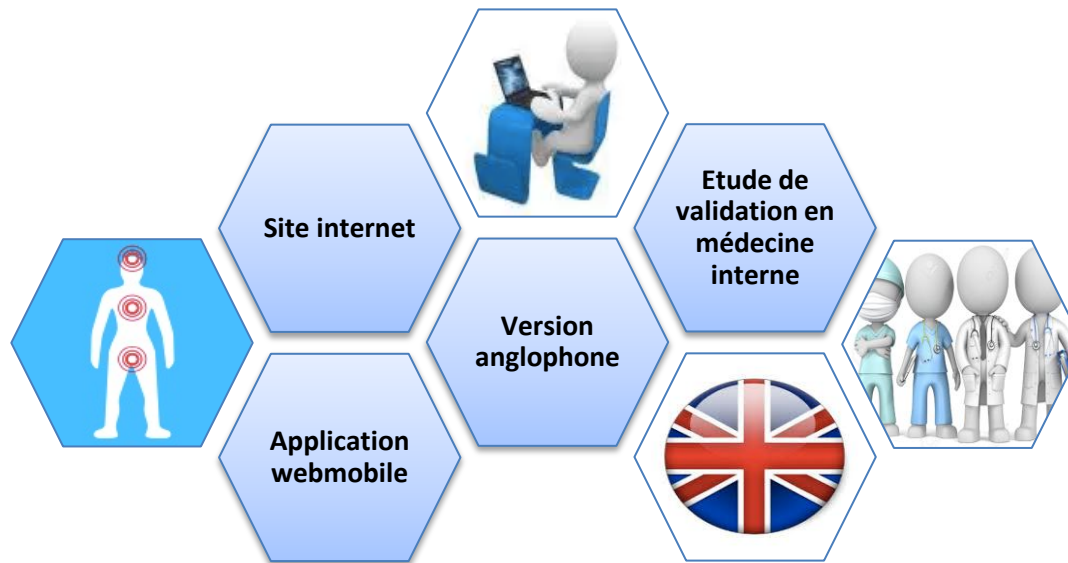 Site internet
Etude de
validation en
médecine
interne
Version
anglophone
Application
webmobile